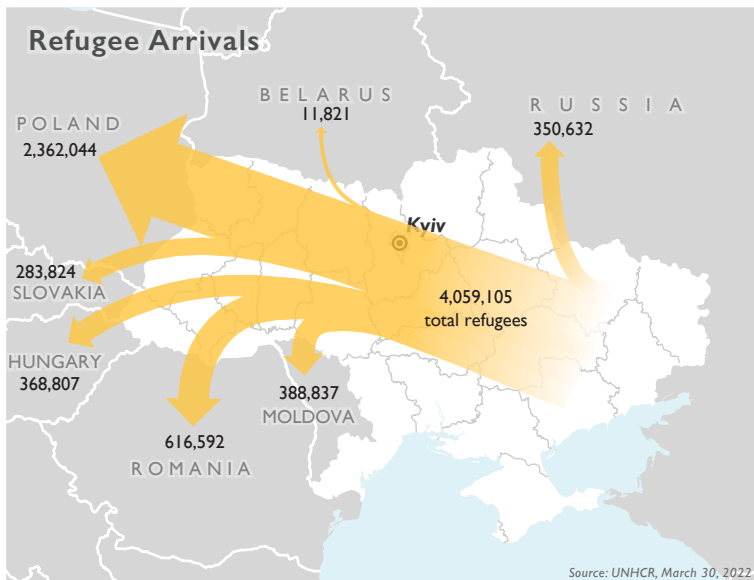 Refugee Arrivals
BELARUS
11,821
RUSSIA
350,632
POLAND
2,362,044
Kyiv
283,824
SLOVAKIA
4,059,105
total refugees
HUNGARY
368,807
388,837
MOLDOVA
616,592
ROMANIA
Source: UNHCR, March 30, 2022